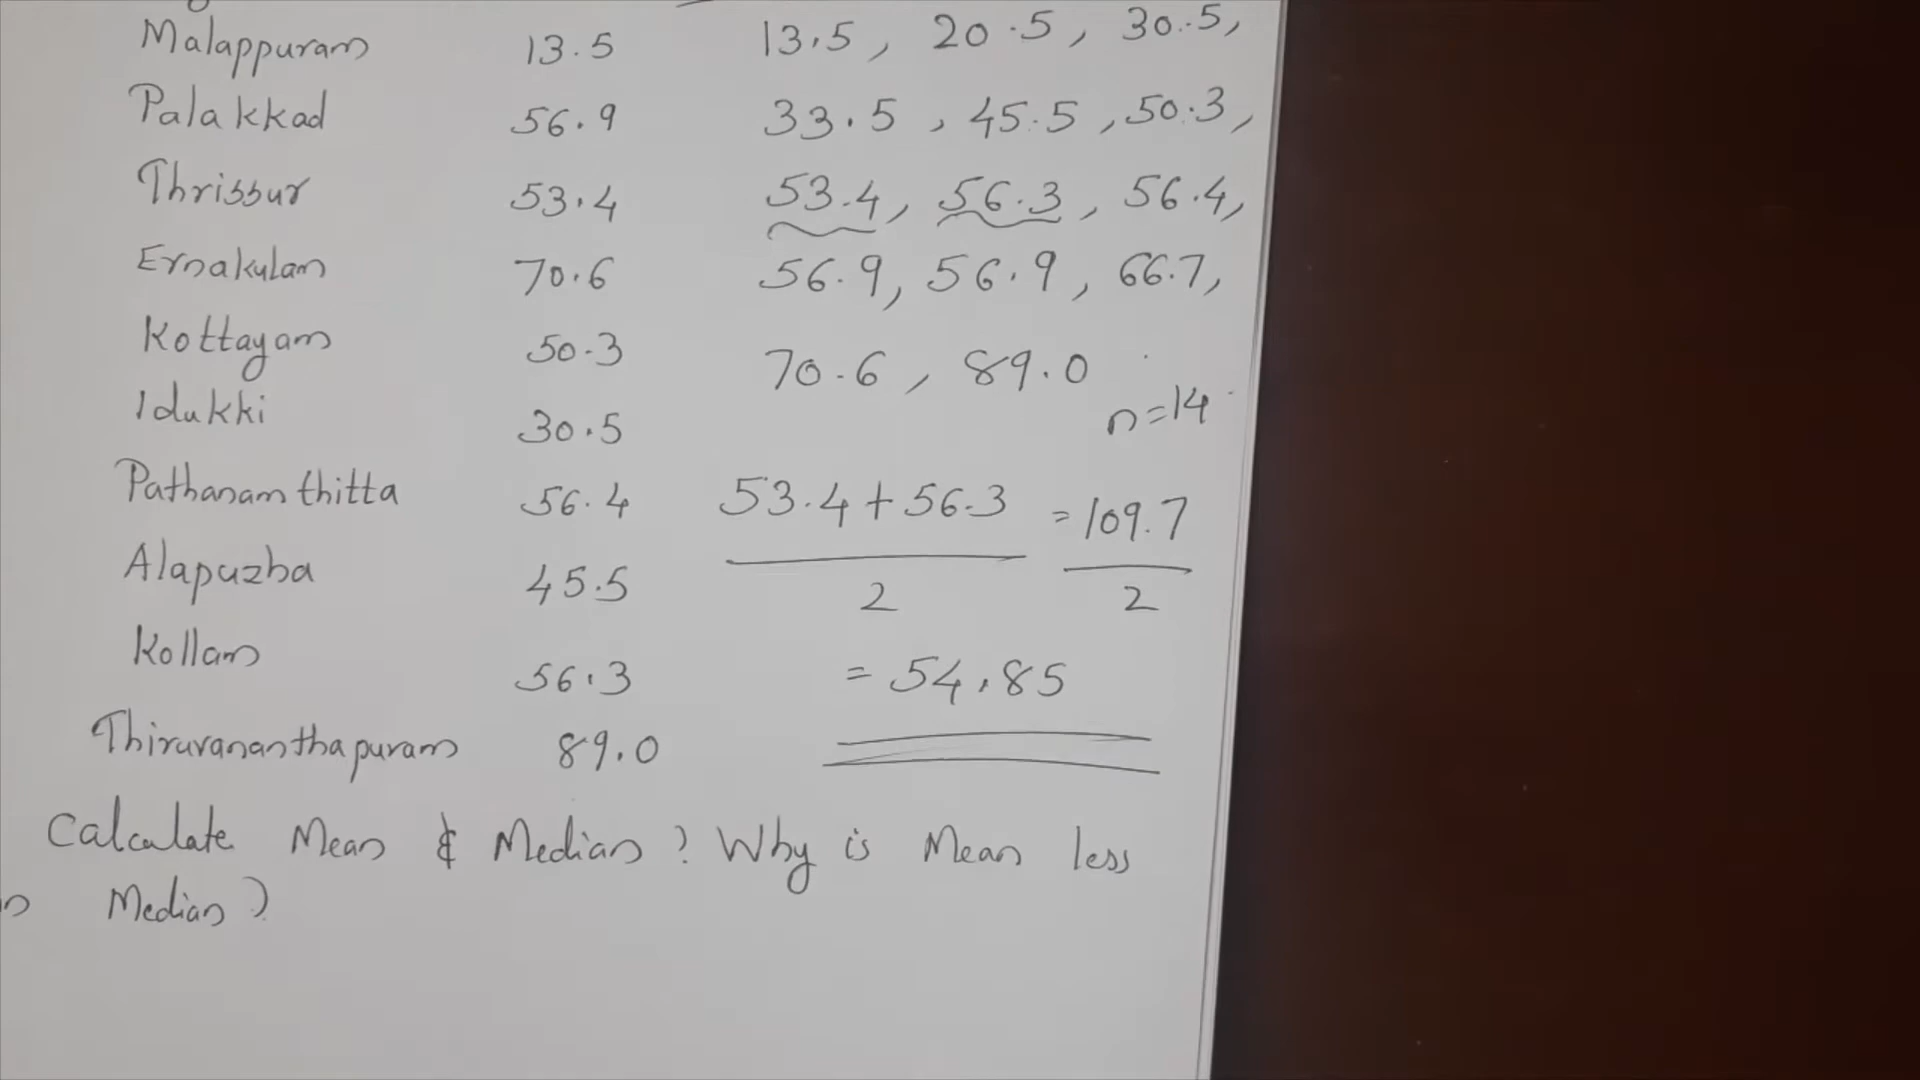 Malappuram 13.5 13.5, 20.5, 30.5,
Palakkad 56.9 33.5, 45.5, 50.3,
Thrissur 53.4 53.4, 56.3, 56.4,
Ernakulam 70.6 56.9, 56.9, 66.7,
Kottayam 50.3 70.6, 89.0
Idukki 30.5 n=14
Pathanamthitta 56.4 53.4+56.3 = 109.7
Alapuzha 45.5 2 2
Kollam 56.3 = 54.85
Thiruvananthapuram 89.0
Calculate Mean & Median? Why is Mean less
Median?